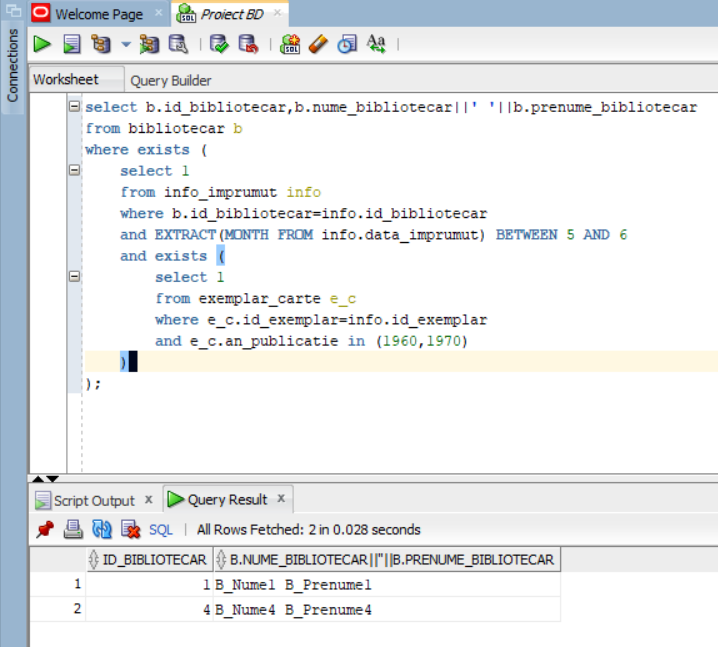 Welcome Page
Proiect BD
Connections
Worksheet
Query Builder
select b.id_bibliotecar,b.nume_bibliotecar||' '||b.prenume_bibliotecar
from bibliotecar b
where exists (
select 1
from info_imprumut info
where b.id_bibliotecar=info.id_bibliotecar
and EXTRACT(MONTH FROM info.data_imprumut) BETWEEN 5 AND 6
and exists (
select 1
from exemplar_carte e_c
where e_c.id_exemplar=info.id_exemplar
and e_c.an_publicatie in (1960,1970)
)
);
Script Output x
Query Result x
SQL | All Rows Fetched: 2 in 0.028 seconds
ID_BIBLIOTECAR B.NUME_BIBLIOTECAR||''||B.PRENUME_BIBLIOTECAR
1 1 B_Nume1 B_Prenume1
2 4 B_Nume4 B_Prenume4